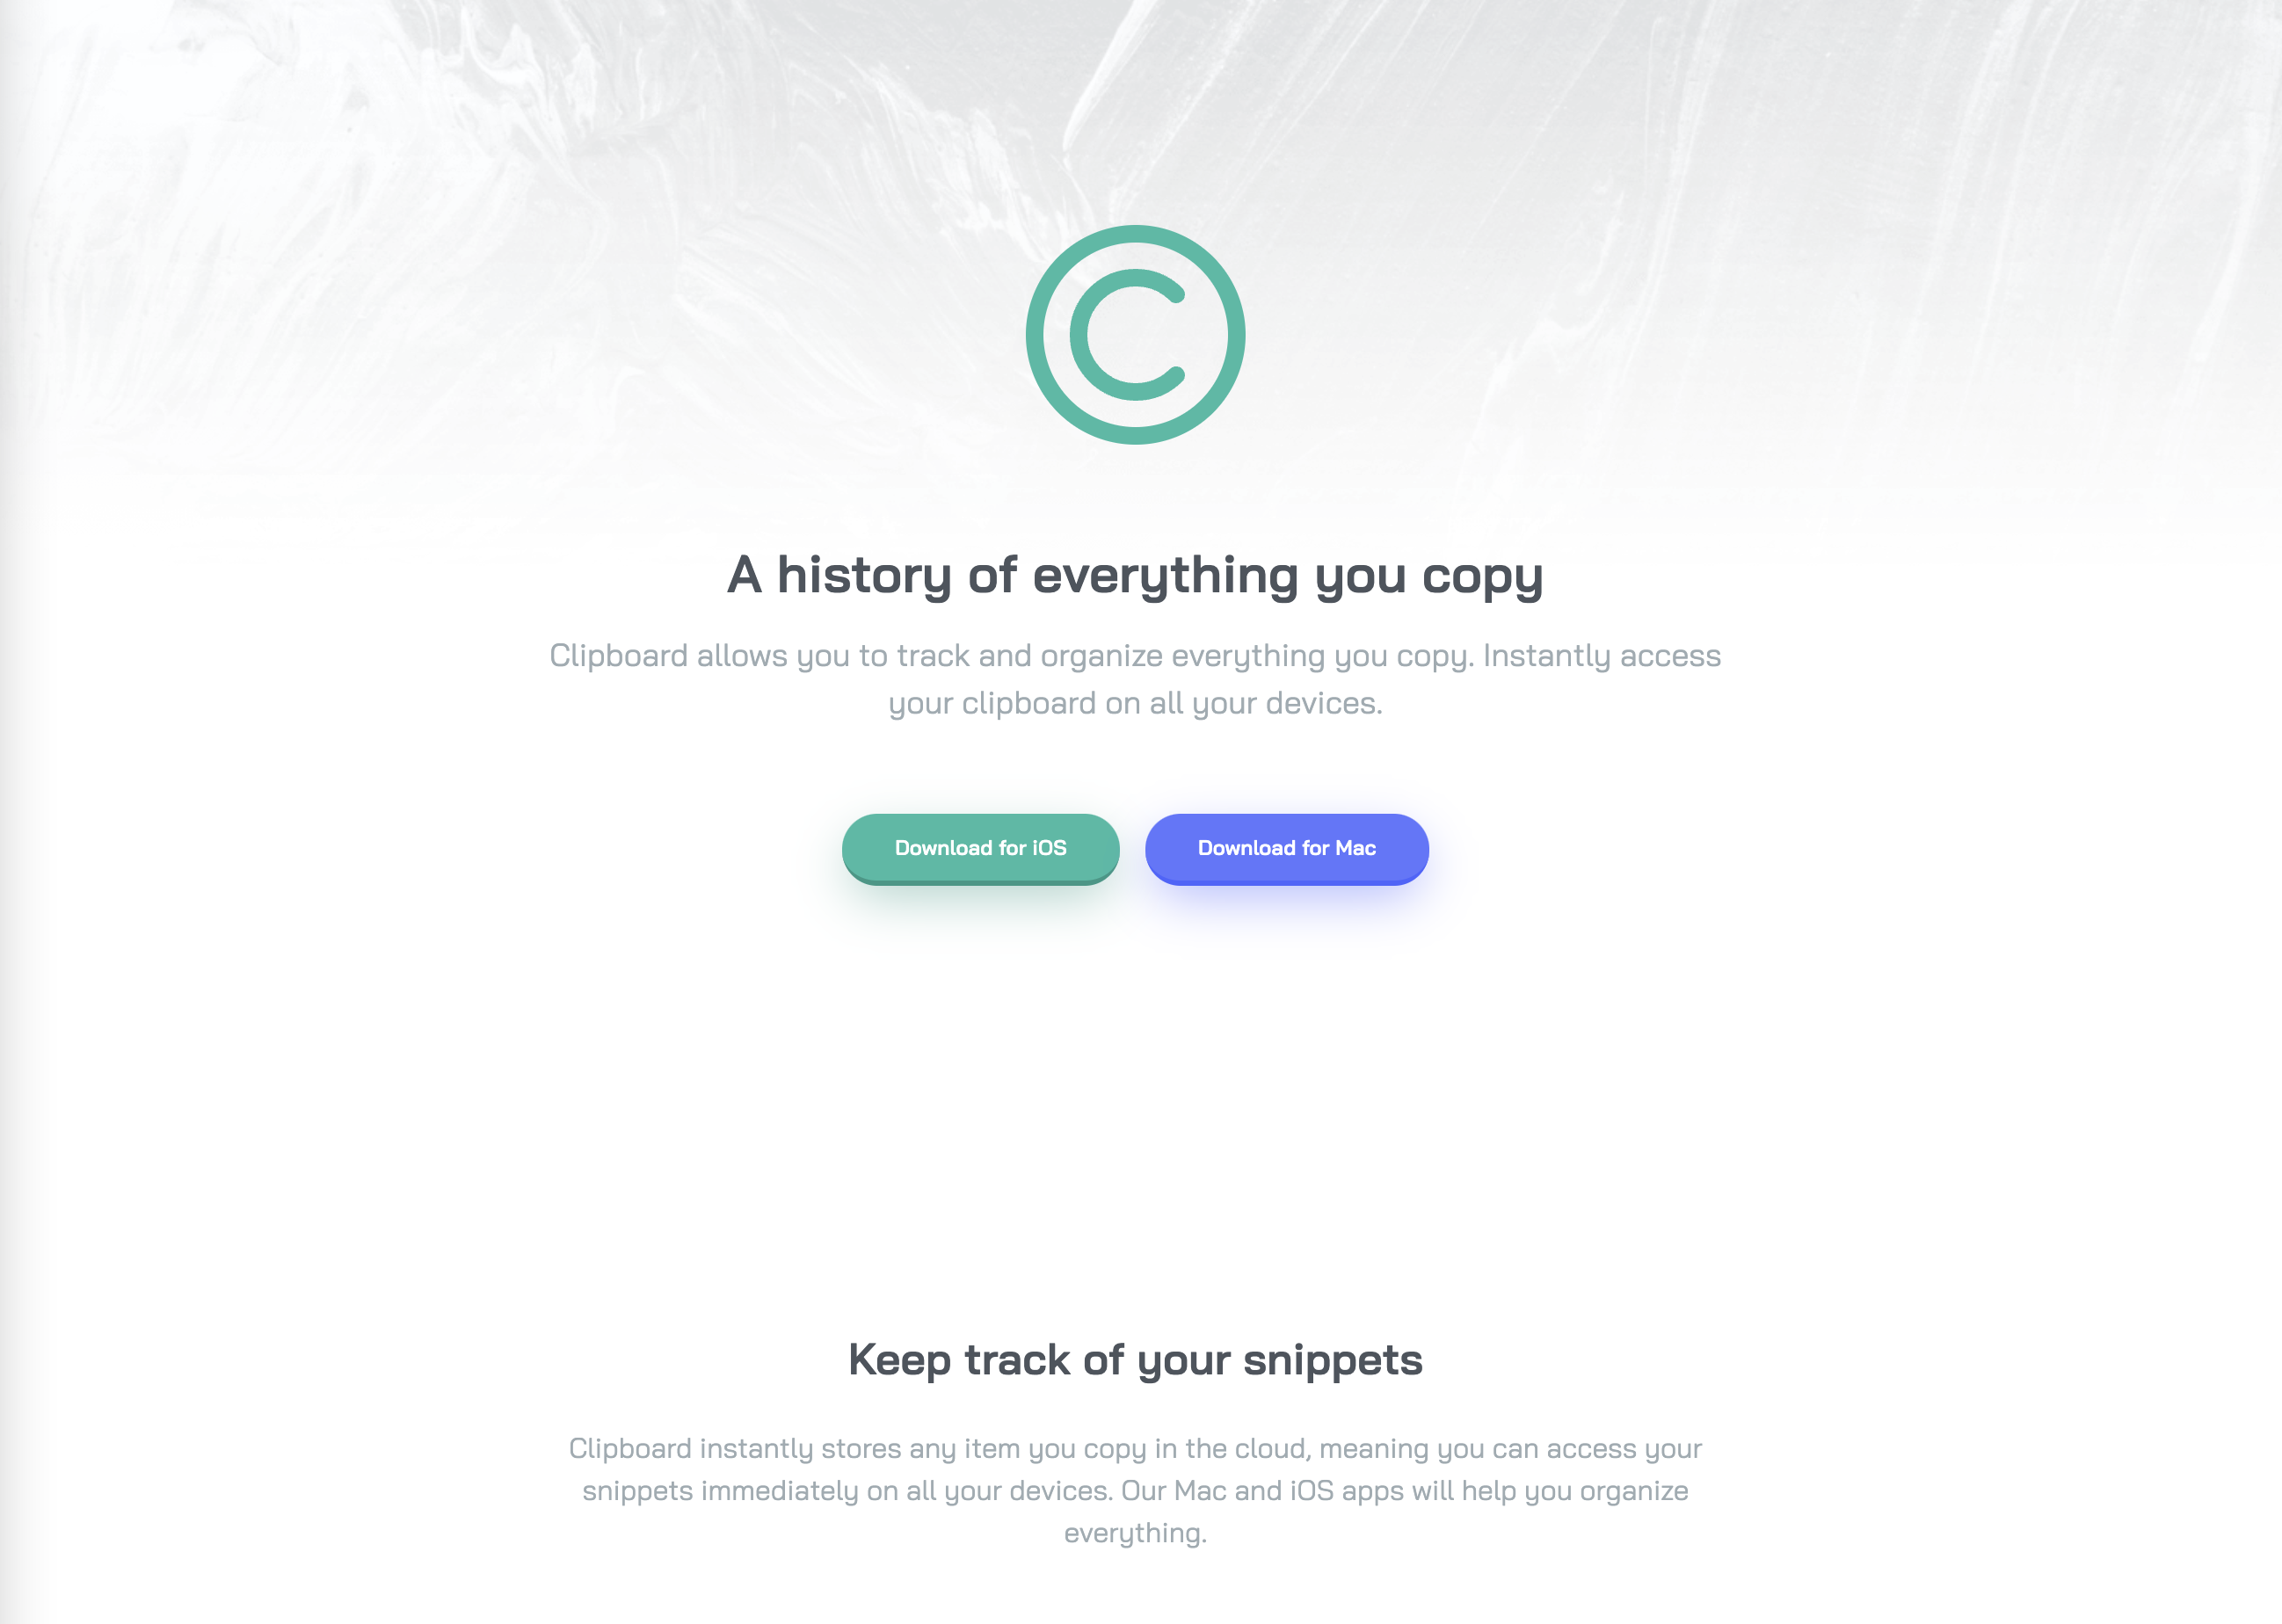 A history of everything you copy
Clipboard allows you to track and organize everything you copy. Instantly access
your clipboard on all your devices.
Download for iOS
Download for Mac
Keep track of your snippets
Clipboard instantly stores any item you copy in the cloud, meaning you can access your
snippets immediately on all your devices. Our Mac and iOS apps will help you organize
everything.